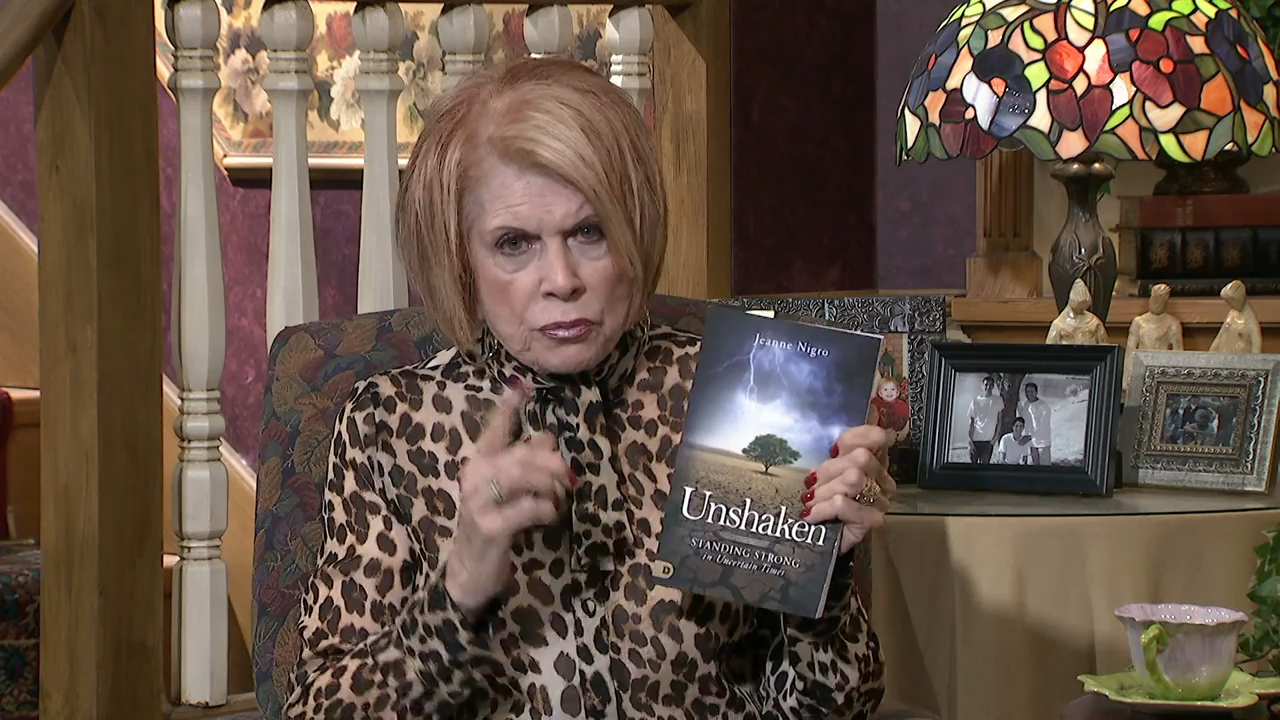 Jeanne Nigro
Unshaken
STANDING STRONG
in Uncertain Times
D